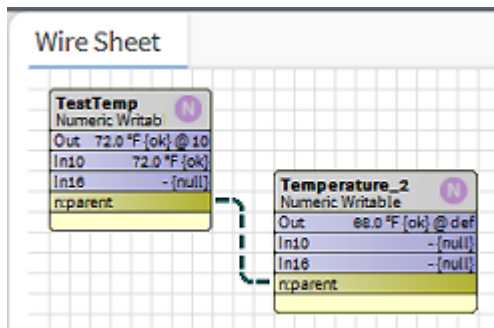 Wire Sheet
TestTemp
N
Numeric Writabl
Out 72.0 °F {ok} @ 10
In10 72.0 °F {ok}
In16 - {null}
n:parent
Temperature_2
N
Numeric Writable
Out 68.0 °F {ok} @ def
In10 - {null}
In16 - {null}
n:parent